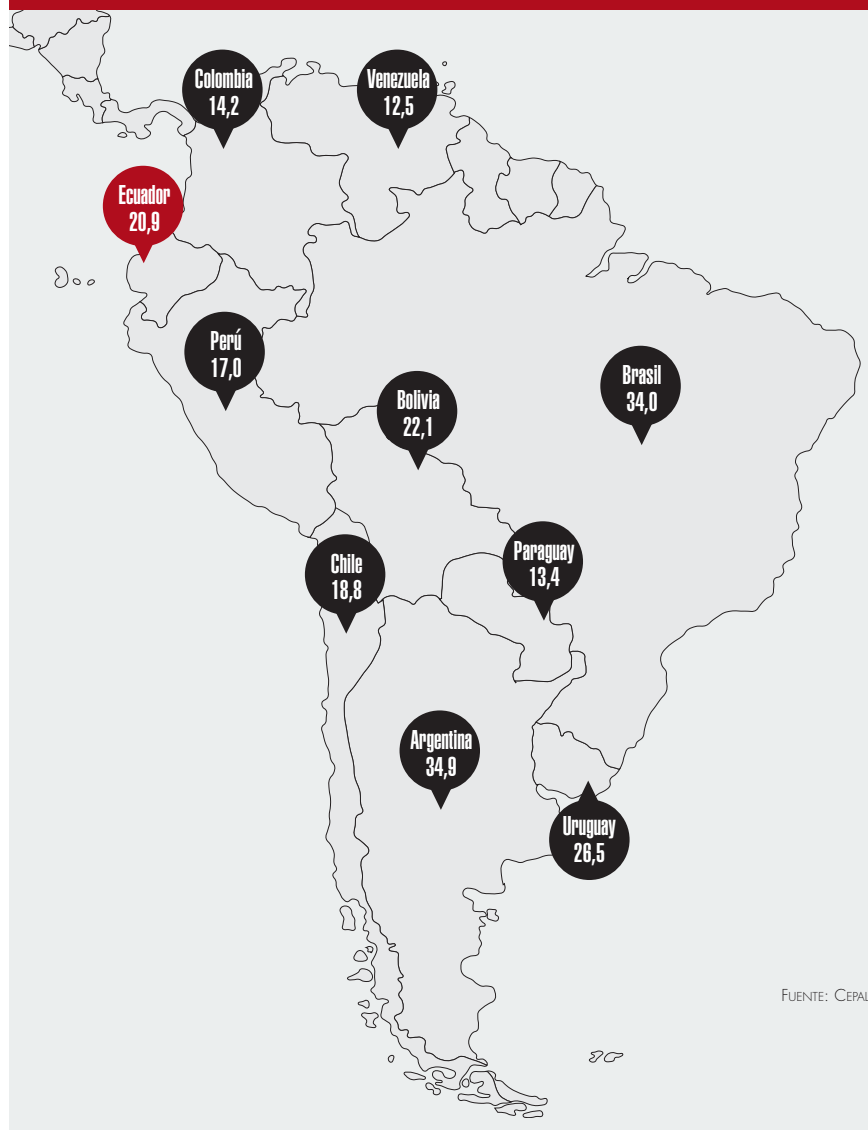 Colombia
14,2
Venezuela
12,5
Ecuador
20,9
Perú
17,0
Bolivia
22,1
Brasil
34,0
Chile
18,8
Paraguay
13,4
Argentina
34,9
Uruguay
26,5
FUENTE: CEPAL